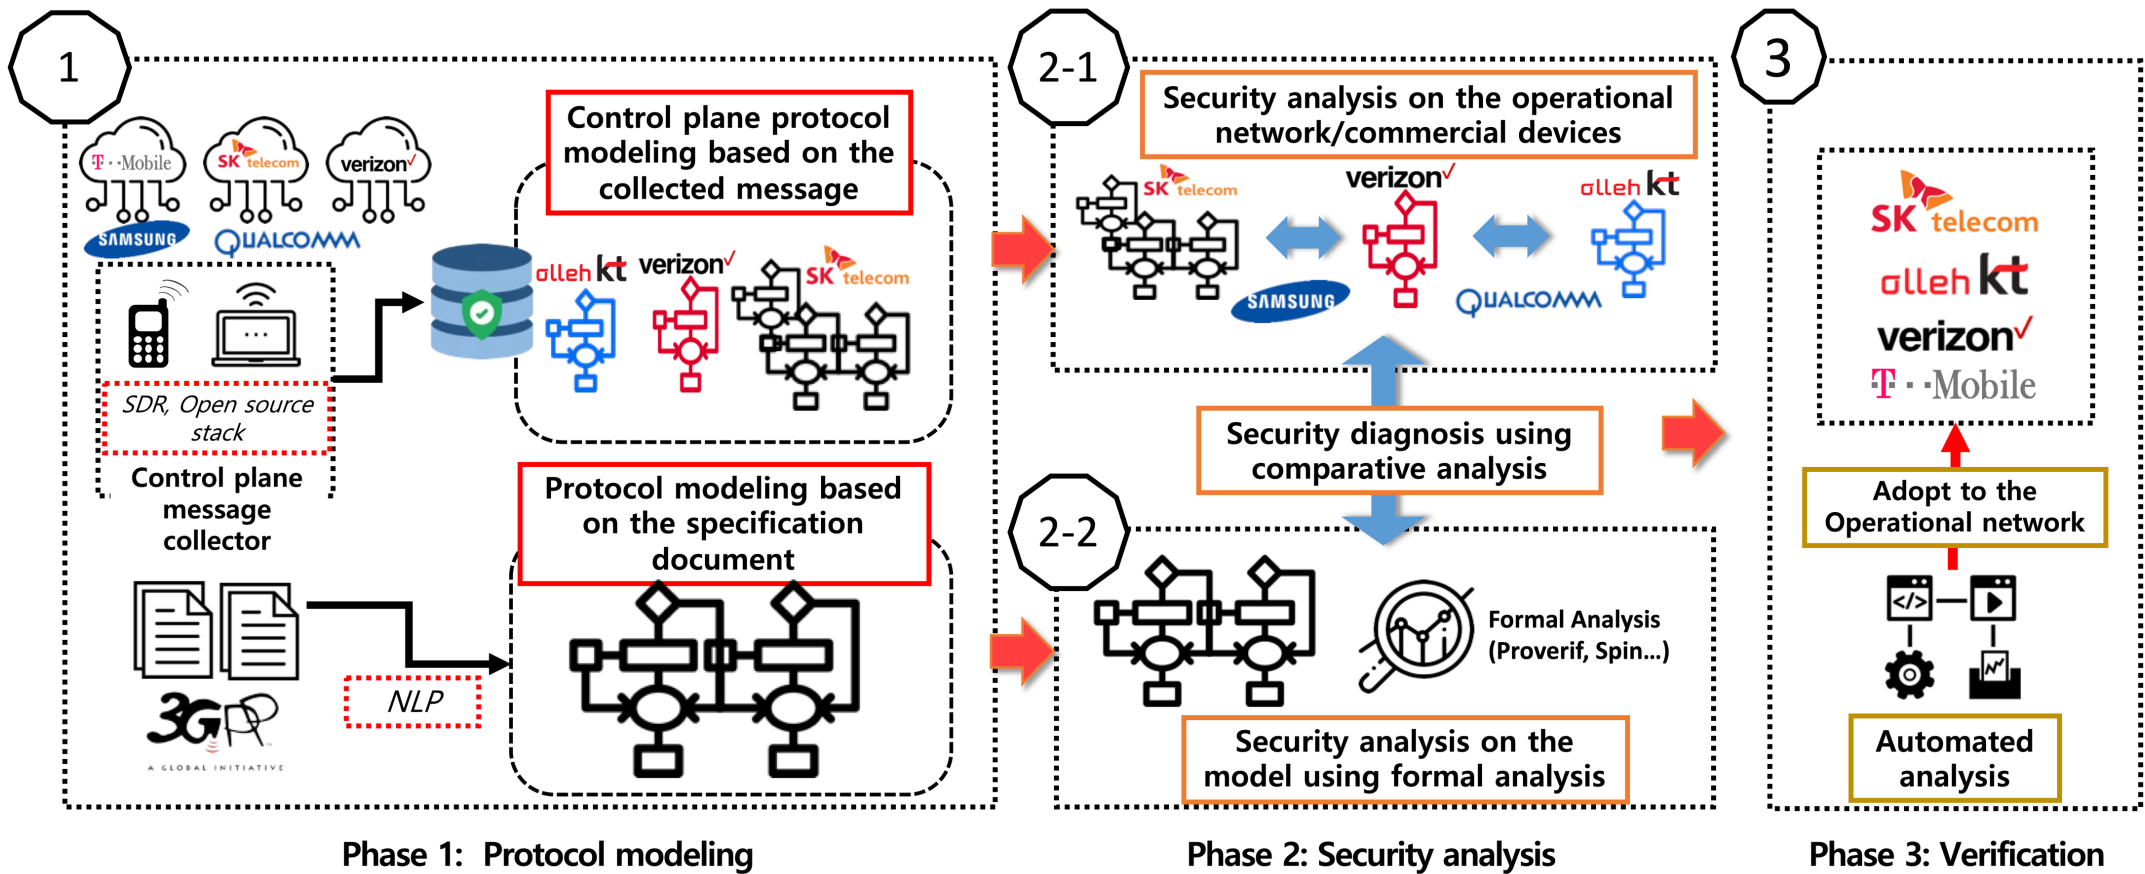 1
T··Mobile
SK telecom
verizon
SAMSUNG
QUALCOMM
SDR, Open source
stack
Control plane
message
collector
3GPP
TM
A GLOBAL INITIATIVE
NLP
Control plane protocol
modeling based on the
collected message
olleh kt
verizon
SK telecom
Protocol modeling based
on the specification
document
Phase 1: Protocol modeling
2-1
Security analysis on the operational
network/commercial devices
SK telecom
verizon
olleh kt
SAMSUNG
QUALCOMM
Security diagnosis using
comparative analysis
2-2
Formal Analysis
(Proverif, Spin...)
Security analysis on the
model using formal analysis
Phase 2: Security analysis
3
SK telecom
olleh kt
verizon
T··Mobile
Adopt to the
Operational network
</>
Automated
analysis
Phase 3: Verification